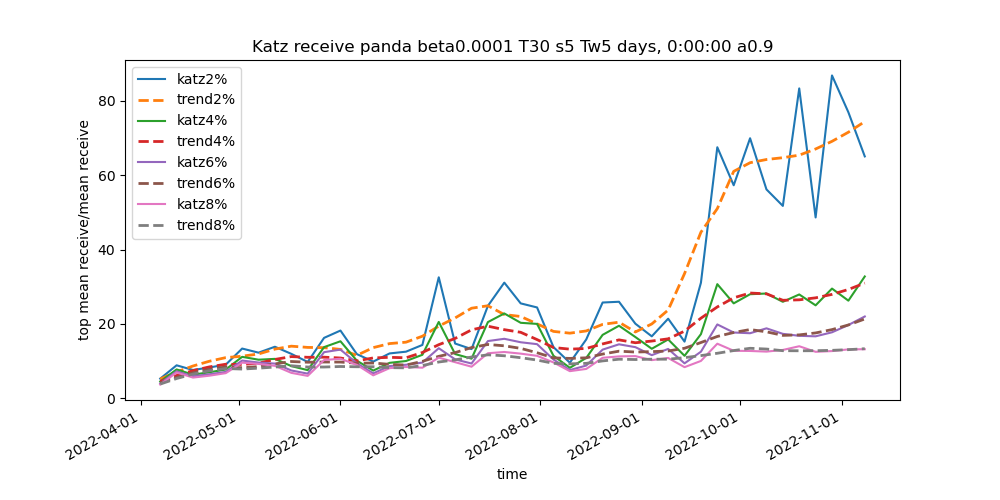 Katz receive panda beta0.0001 T30 s5 Tw5 days, 0:00:00 a0.9
katz2%
trend2%
katz4%
trend4%
katz6%
trend6%
katz8%
trend8%
top mean receive/mean receive
80
60
40
20
0
2022-04-01
2022-05-01
2022-06-01
2022-07-01
2022-08-01
2022-09-01
2022-10-01
2022-11-01
time